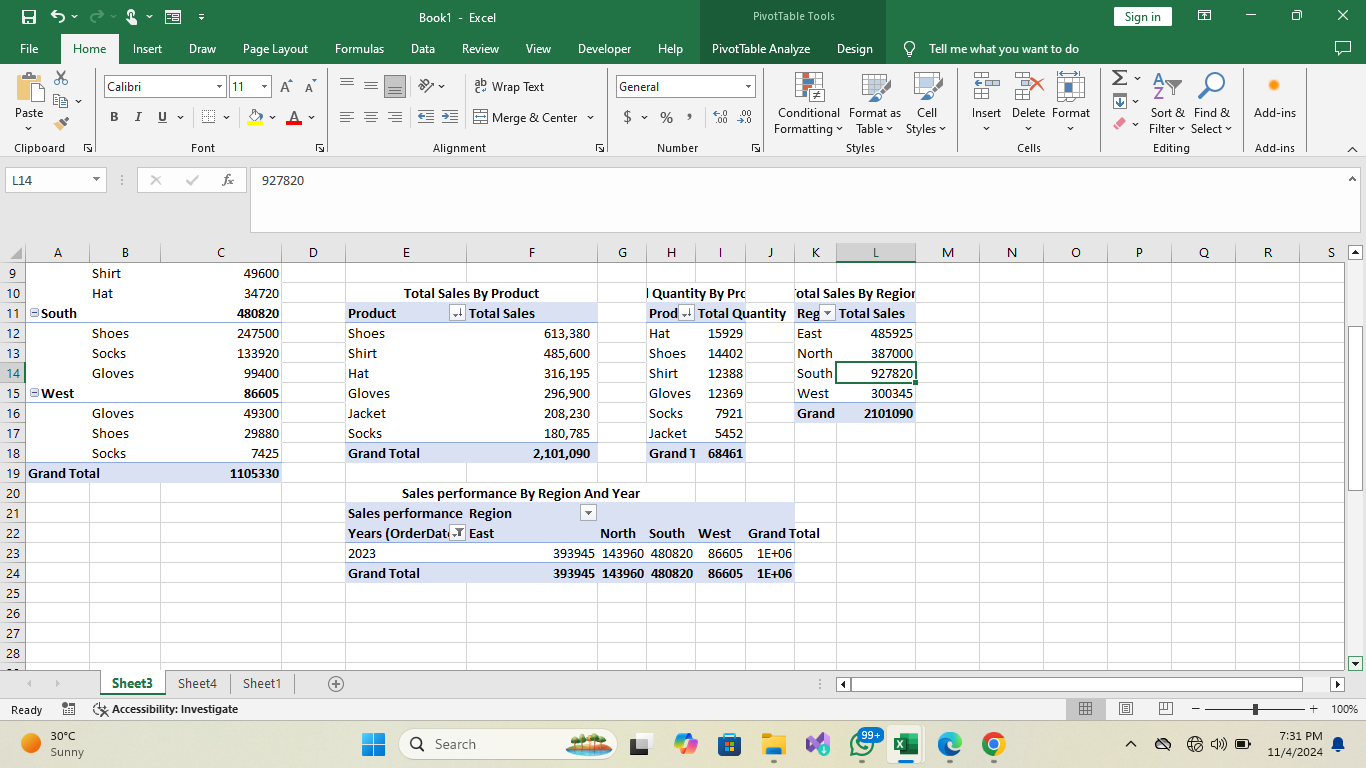 Book1 - Excel
PivotTable Tools
Sign in
File Home Insert Draw Page Layout Formulas Data Review View Developer Help PivotTable Analyze Design Tell me what you want to do
Paste
Calibri 11
B I U
Wrap Text
Merge & Center
General
$ % ,
Conditional Formatting
Format as Table
Cell Styles
Insert Delete Format
Sort & Filter
Find & Select
Add-ins
Clipboard Font Alignment Number Styles Cells Editing Add-ins
L14 fx 927820
A B C D E F G H I J K L M N O P Q R S
9 Shirt 49600
10 Hat 34720 Total Sales By Product l Quantity By Pro otal Sales By Region
11 South 480820 Product Total Sales Prod Total Quantity Reg Total Sales
12 Shoes 247500 Shoes 613,380 Hat 15929 East 485925
13 Socks 133920 Shirt 485,600 Shoes 14402 North 387000
14 Gloves 99400 Hat 316,195 Shirt 12388 South 927820
15 West 86605 Gloves 296,900 Gloves 12369 West 300345
16 Gloves 49300 Jacket 208,230 Socks 7921 Grand 2101090
17 Shoes 29880 Socks 180,785 Jacket 5452
18 Socks 7425 Grand Total 2,101,090 Grand T 68461
19 Grand Total 1105330
20 Sales performance By Region And Year
21 Sales performance Region
22 Years (OrderDate East North South West Grand Total
23 2023 393945 143960 480820 86605 1E+06
24 Grand Total 393945 143960 480820 86605 1E+06
25
26
27
28
Sheet3 Sheet4 Sheet1
Ready Accessibility: Investigate 100%
30°C
Sunny
Search
99+
7:31 PM
11/4/2024